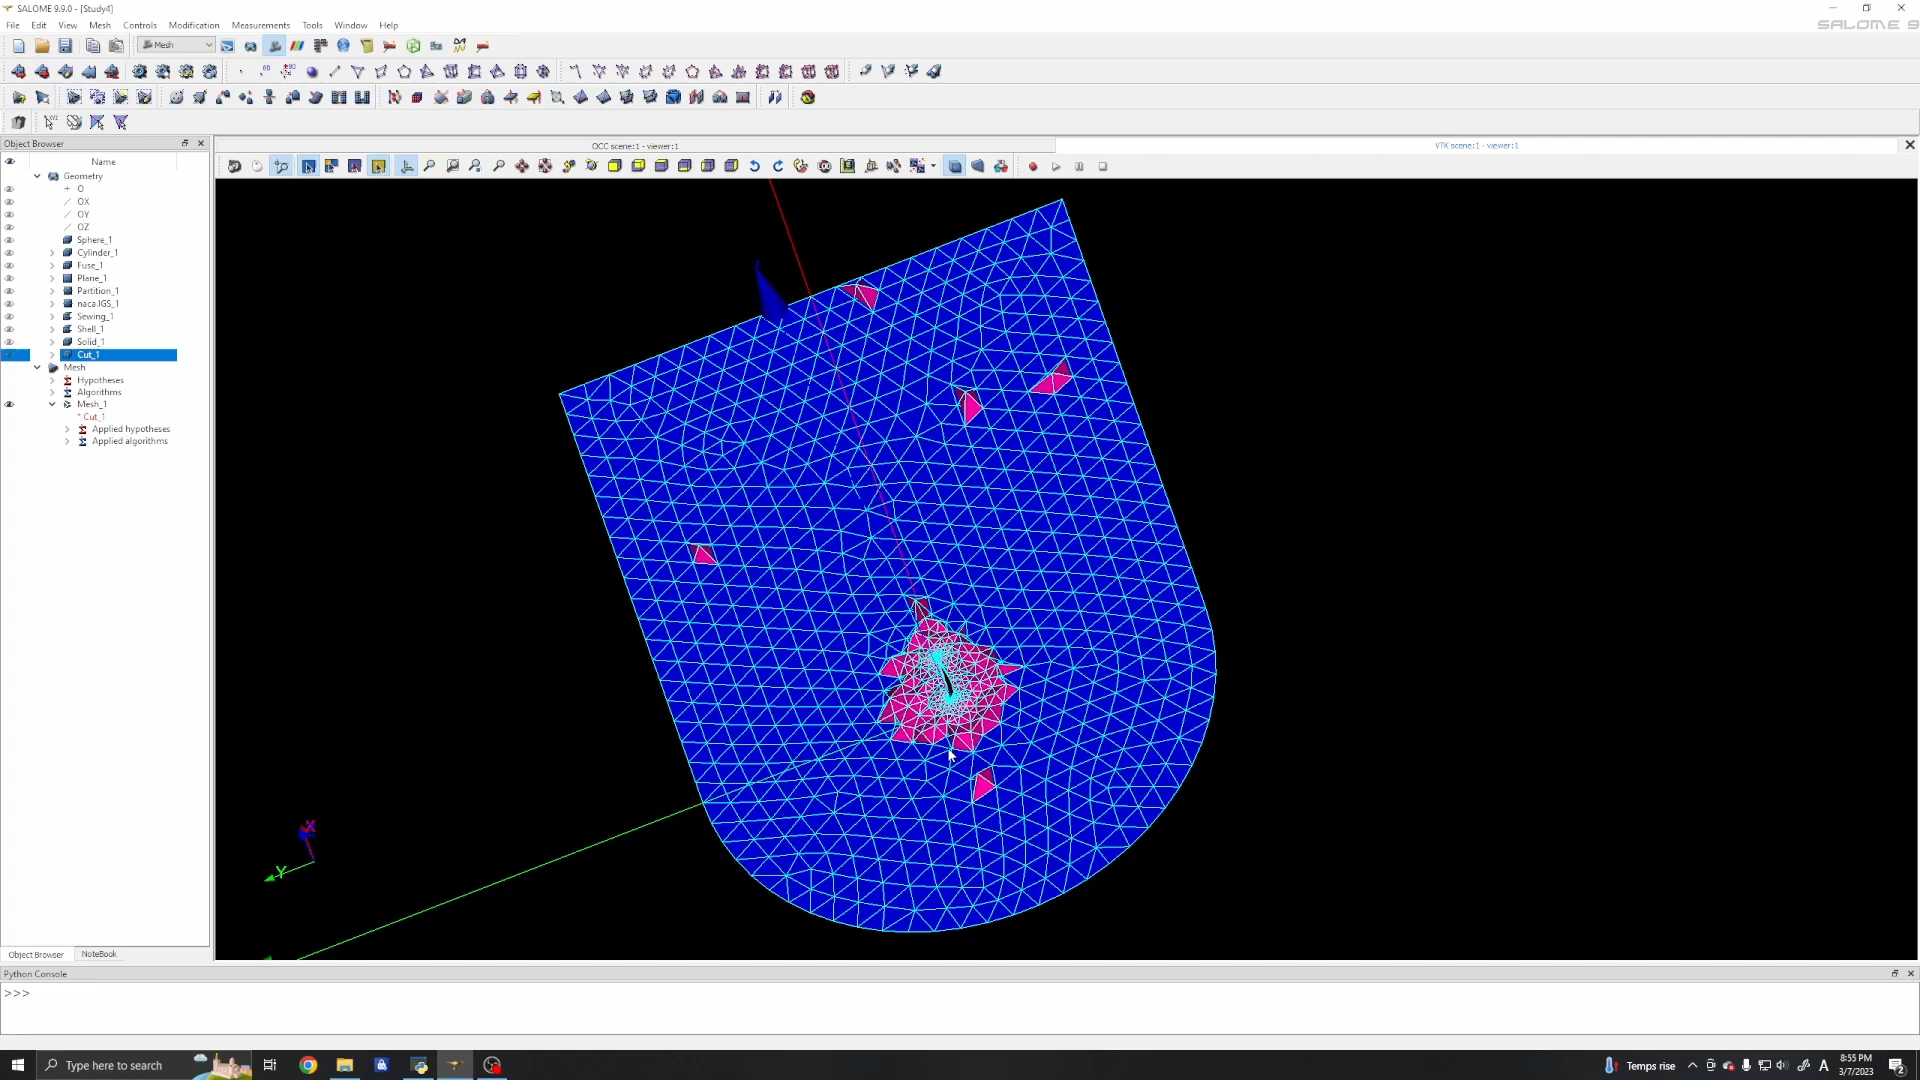 SALOME 9.9.0 - [Study4]
File Edit View Mesh Controls Modification Measurements Tools Window Help
SALOME 9
Mesh
Object Browser
OCC scene:1 - viewer:1
VTK scene:1 - viewer:1
Name
Geometry
O
OX
OY
OZ
Sphere_1
Cylinder_1
Fuse_1
Plane_1
Partition_1
naca.IGS_1
Sewing_1
Shell_1
Solid_1
Cut_1
Mesh
Hypotheses
Algorithms
Mesh_1
* Cut_1
Applied hypotheses
Applied algorithms
X
Y
Object Browser NoteBook
Python Console
>>>
Type here to search
Temps rise
A
8:55 PM
3/7/2023
2